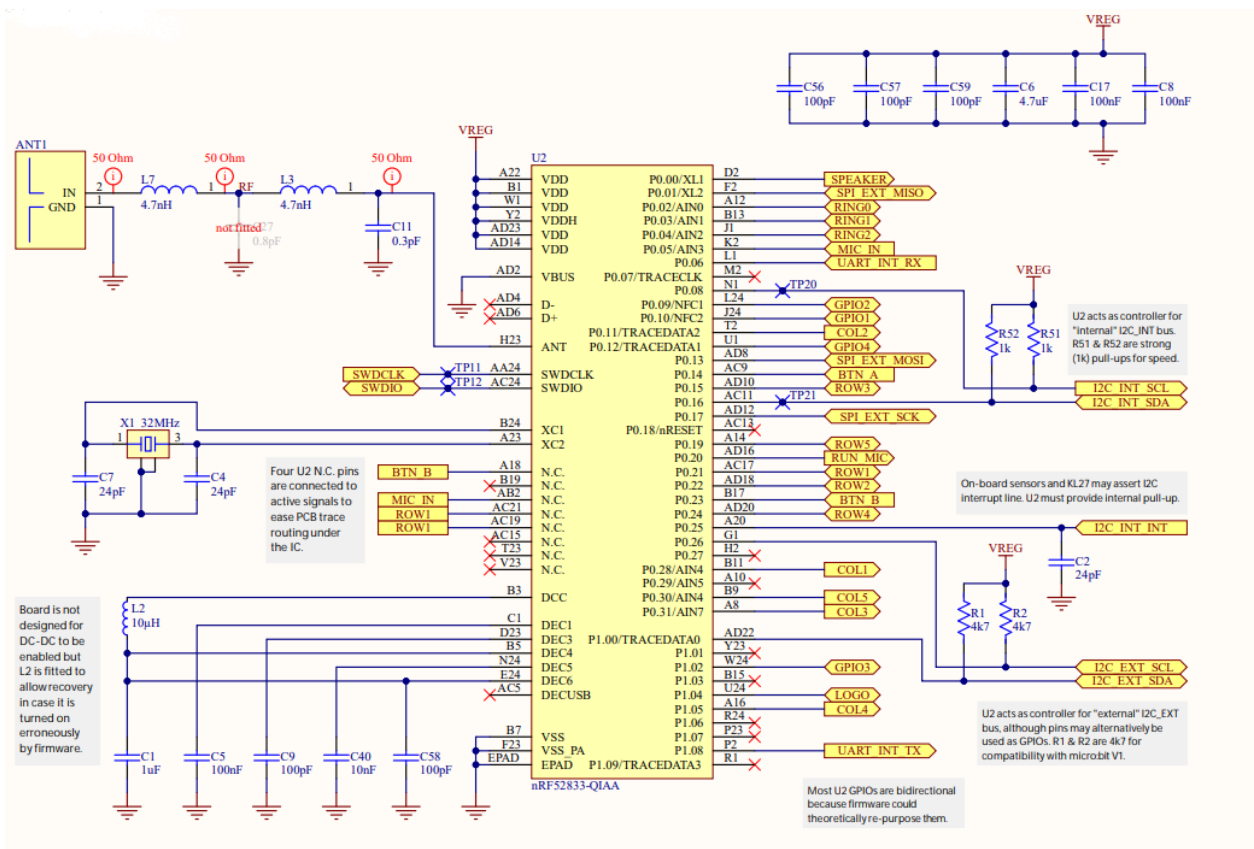 VREG
C56
100pF
C57
100pF
C59
100pF
C6
4.7uF
C17
100nF
C8
100nF
ANT1
IN
GND
2
1
50 Ohm
i
L7
4.7nH
1
50 Ohm
i
RF
not fitted
0.8pF
L3
4.7nH
1
50 Ohm
i
C11
0.3pF
VREG
U2
A22 VDD
B1 VDD
W1 VDD
Y2 VDDH
AD23 VDD
AD14 VDD
AD2 VBUS
AD4 D-
AD6 D+
H23 ANT
SWDCLK TP11 AA24 SWDCLK
SWDIO TP12 AC24 SWDIO
B24 XC1
A23 XC2
BTN_B A18 N.C.
B19 N.C.
MIC_IN AB2 N.C.
ROW1 AC21 N.C.
ROW1 AC19 N.C.
AC15 N.C.
T23 N.C.
V23 N.C.
B3 DCC
C1 DEC1
D23 DEC3
B5 DEC4
N24 DEC5
E24 DEC6
AC5 DECUSB
B7 VSS
F23 VSS_PA
EPAD EPAD
nRF52833-QIAA
P0.00/XL1 D2 SPEAKER
P0.01/XL2 F2 SPI_EXT_MISO
P0.02/AIN0 A12 RING0
P0.03/AIN1 B13 RING1
P0.04/AIN2 J1 RING2
P0.05/AIN3 K2 MIC_IN
P0.06 L1 UART_INT_RX
P0.07/TRACECLK M2
P0.08 N1 TP20
P0.09/NFC1 L24 GPIO2
P0.10/NFC2 J24 GPIO1
P0.11/TRACEDATA2 T2 COL2
P0.12/TRACEDATA1 U1 GPIO4
P0.13 AD8 SPI_EXT_MOSI
P0.14 AC9 BTN_A
P0.15 AD10 ROW3
P0.16 AC11 TP21
P0.17 AD12 SPI_EXT_SCK
P0.18/nRESET AC13
P0.19 A14 ROW5
P0.20 AD16 RUN_MIC
P0.21 AC17 ROW1
P0.22 AD18 ROW2
P0.23 B17 BTN_B
P0.24 AD20 ROW4
P0.25 A20
P0.26 G1
P0.27 H2
P0.28/AIN4 B11 COL1
P0.29/AIN5 A10
P0.30/AIN4 B9 COL5
P0.31/AIN7 A8 COL3
P1.00/TRACEDATA0 AD22
P1.01 Y23
P1.02 W24 GPIO3
P1.03 B15
P1.04 U24 LOGO
P1.05 A16 COL4
P1.06 R24
P1.07 P23
P1.08 P2 UART_INT_TX
P1.09/TRACEDATA3 R1
X1 32MHz
1
3
C7
24pF
C4
24pF
Four U2 N.C. pins
are connected to
active signals to
ease PCB trace
routing under
the IC.
Board is not
designed for
DC-DC to be
enabled but
L2 is fitted to
allow recovery
in case it is
turned on
erroneously
by firmware.
L2
10µH
C1
1uF
C5
100nF
C9
100pF
C40
10nF
C58
100pF
VREG
R52
1k
R51
1k
U2 acts as controller for
"internal" I2C_INT bus.
R51 & R52 are strong
(1k) pull-ups for speed.
I2C_INT_SCL
I2C_INT_SDA
On-board sensors and KL27 may assert I2C
interrupt line. U2 must provide internal pull-up.
I2C_INT_INT
C2
24pF
VREG
R1
4k7
R2
4k7
I2C_EXT_SCL
I2C_EXT_SDA
U2 acts as controller for "external" I2C_EXT
bus, although pins may alternatively be
used as GPIOs. R1 & R2 are 4k7 for
compatibility with micro:bit V1.
Most U2 GPIOs are bidirectional
because firmware could
theoretically re-purpose them.